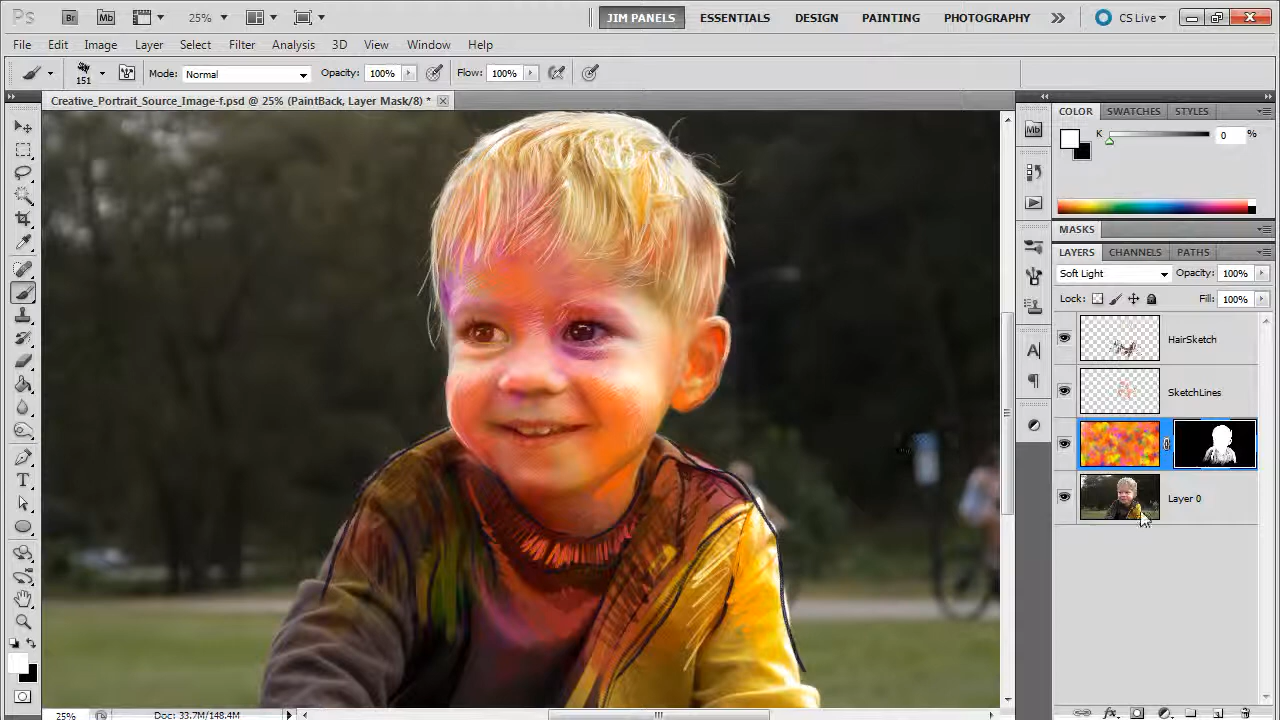 Ps Br Mb 25% JIM PANELS ESSENTIALS DESIGN PAINTING PHOTOGRAPHY CS Live
File Edit Image Layer Select Filter Analysis 3D View Window Help
151 Mode: Normal Opacity: 100% Flow: 100%
Creative_Portrait_Source_Image-f.psd @ 25% (PaintBack, Layer Mask/8) *
COLOR SWATCHES STYLES
Mb
K 0 %
MASKS
LAYERS CHANNELS PATHS
Soft Light Opacity: 100%
Lock: Fill: 100%
HairSketch
SketchLines
Layer 0
25% Doc: 33.7M/148.4M